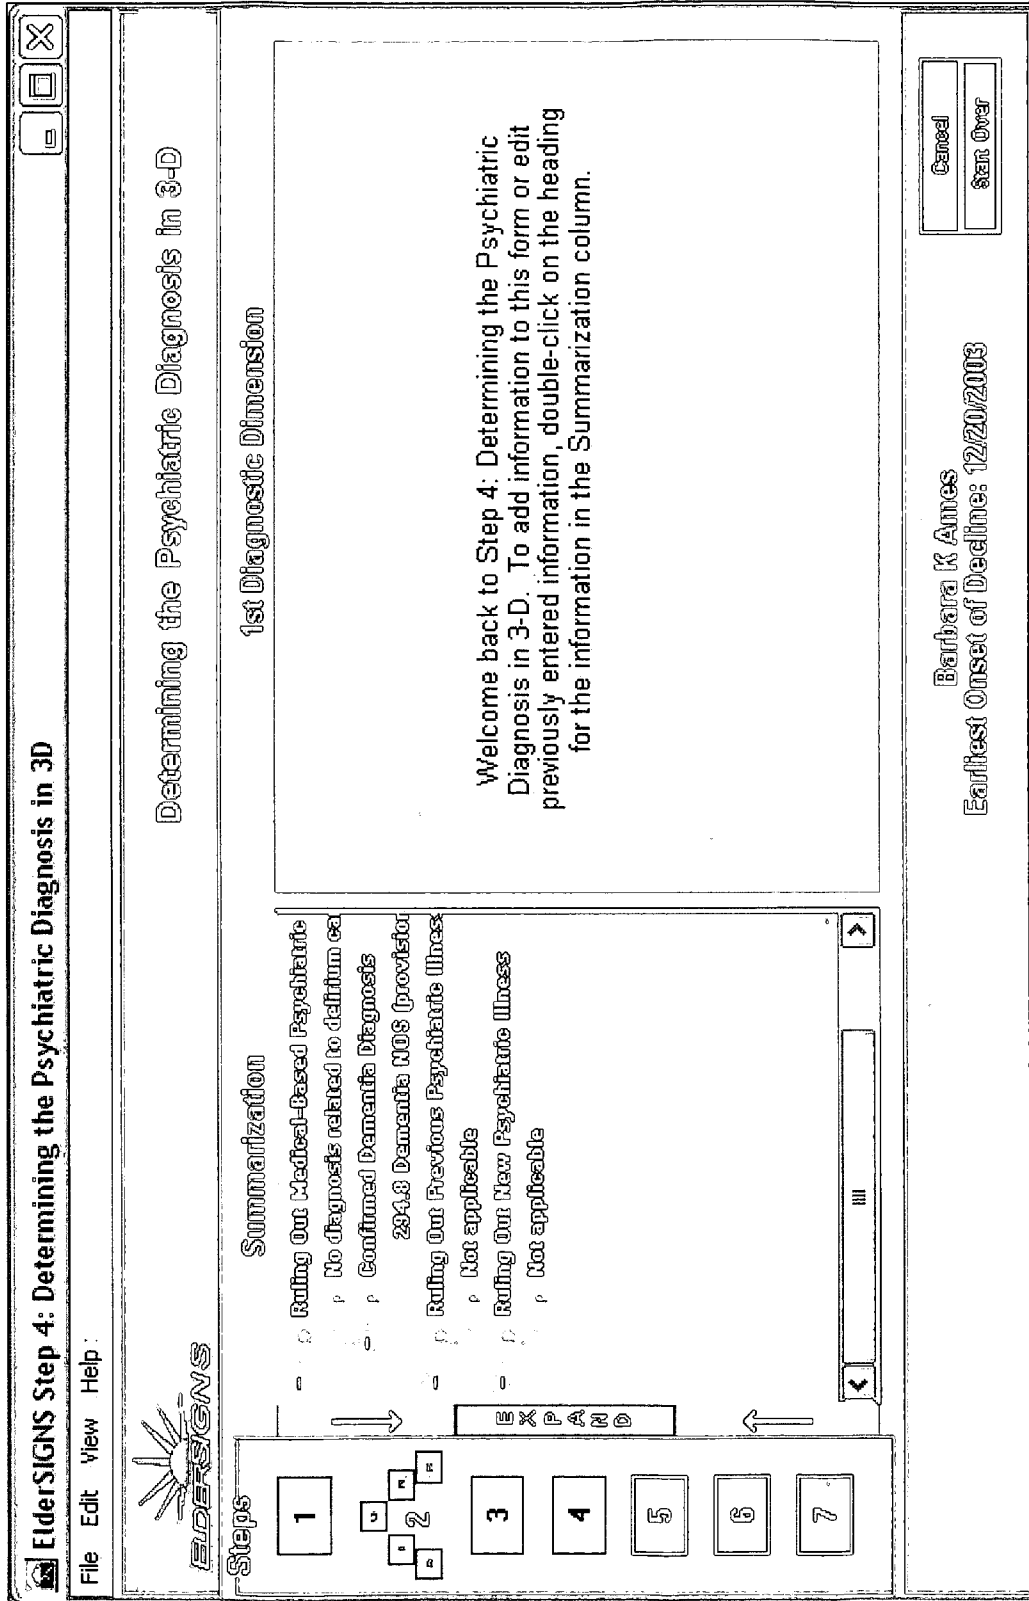 ElderSIGNS Step 4: Determining the Psychiatric Diagnosis in 3D
File Edit View Help
ELDERSIGNS
Determining the Psychiatric Diagnosis in 3-D
Steps
1
2
3
4
5
6
7
EXPAND
Summarization
Ruling Out Medical-Based Psychiatric
No diagnosis related to delirium ca
Confirmed Dementia Diagnosis
294.8 Dementia NOS (provision
Ruling Out Previous Psychiatric Illness
Not applicable
Ruling Out New Psychiatric Illness
Not applicable
1st Diagnostic Dimension
Welcome back to Step 4: Determining the Psychiatric
Diagnosis in 3-D. To add information to this form or edit
previously entered information, double-click on the heading
for the information in the Summarization column.
Barbara K Ames
Earliest Onset of Decline: 12/20/2003
Cancel
Start Over